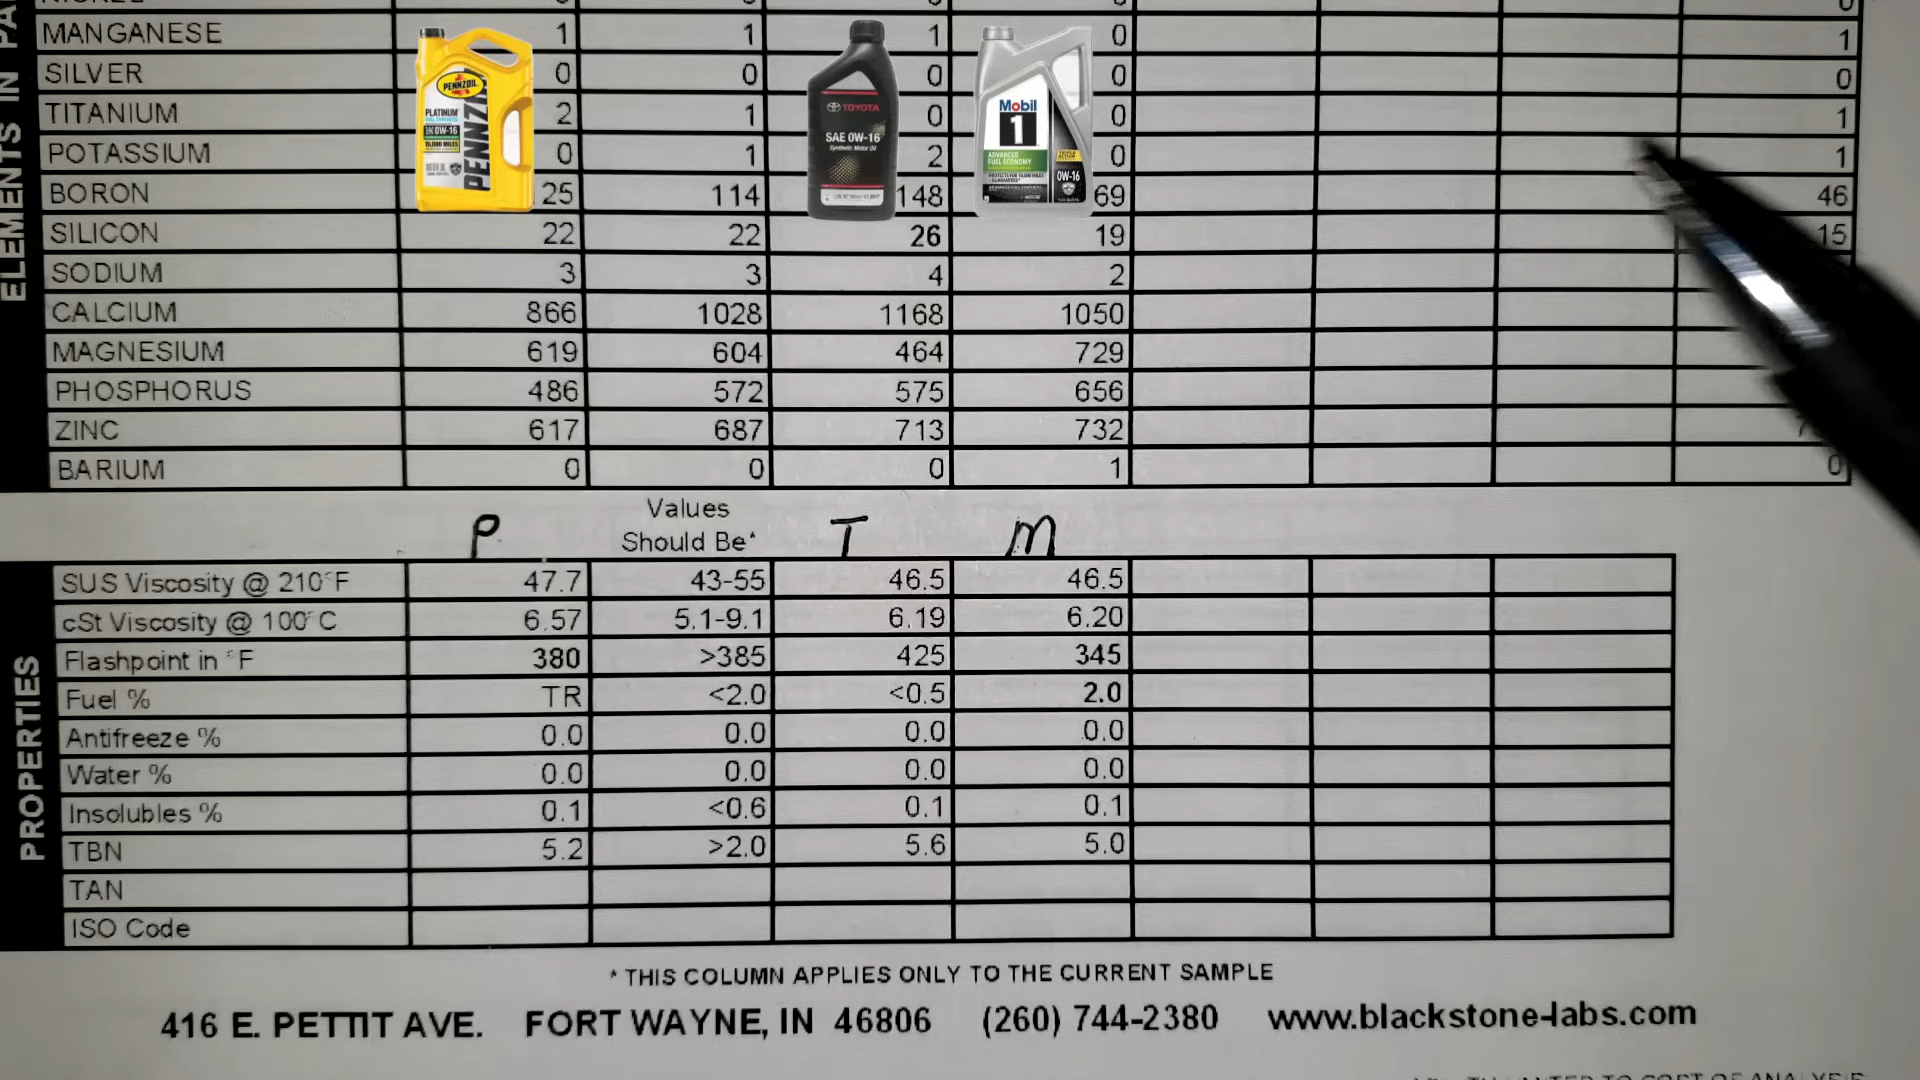 ELEMENTS IN
MANGANESE 1 1 1 0 1
SILVER 0 0 0 0 0
TITANIUM 2 1 0 0 1
POTASSIUM 0 1 2 0 1
BORON 25 114 148 69 46
SILICON 22 22 26 19 15
SODIUM 3 3 4 2
CALCIUM 866 1028 1168 1050
MAGNESIUM 619 604 464 729
PHOSPHORUS 486 572 575 656
ZINC 617 687 713 732
BARIUM 0 0 0 1 0
PENNZOIL
PLATINUM
0W-16
PENNZ
TOYOTA
SAE 0W-16
Synthetic Motor Oil
Mobil
1
ADVANCED
FUEL ECONOMY
0W-16
P Values Should Be* T M
PROPERTIES
SUS Viscosity @ 210°F 47.7 43-55 46.5 46.5
cSt Viscosity @ 100°C 6.57 5.1-9.1 6.19 6.20
Flashpoint in °F 380 >385 425 345
Fuel % TR <2.0 <0.5 2.0
Antifreeze % 0.0 0.0 0.0 0.0
Water % 0.0 0.0 0.0 0.0
Insolubles % 0.1 <0.6 0.1 0.1
TBN 5.2 >2.0 5.6 5.0
TAN
ISO Code
* THIS COLUMN APPLIES ONLY TO THE CURRENT SAMPLE
416 E. PETTIT AVE. FORT WAYNE, IN 46806 (260) 744-2380 www.blackstone-labs.com